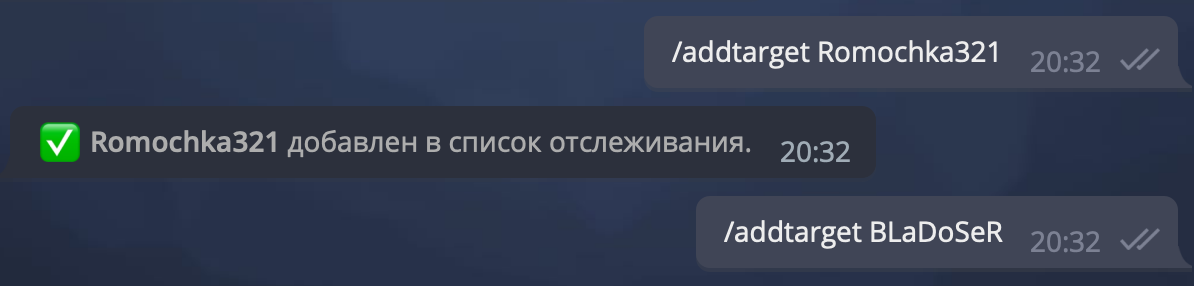 /addtarget Romochka321 20:32
✅ Romochka321 добавлен в список отслеживания. 20:32
/addtarget BLaDoSeR 20:32